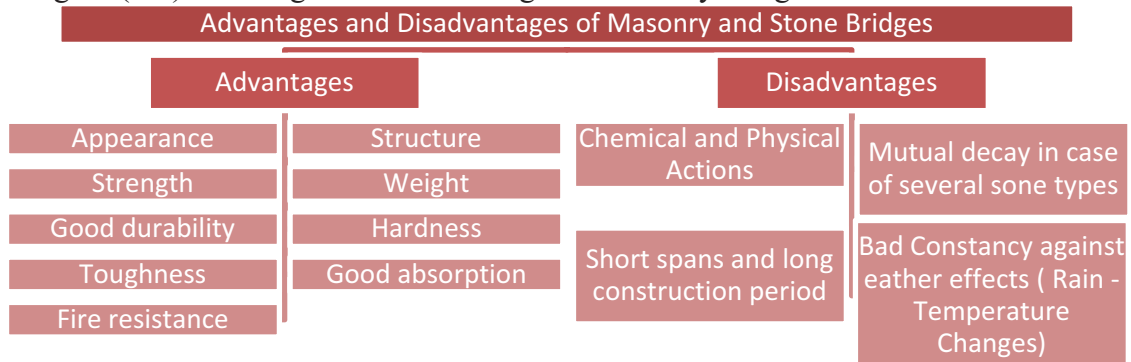 Advantages and Disadvantages of Masonry and Stone Bridges
Advantages
Disadvantages
Appearance
Structure
Strength
Weight
Good durability
Hardness
Toughness
Good absorption
Fire resistance
Chemical and Physical
Actions
Mutual decay in case
of several sone types
Short spans and long
construction period
Bad Constancy against
eather effects ( Rain -
Temperature
Changes)